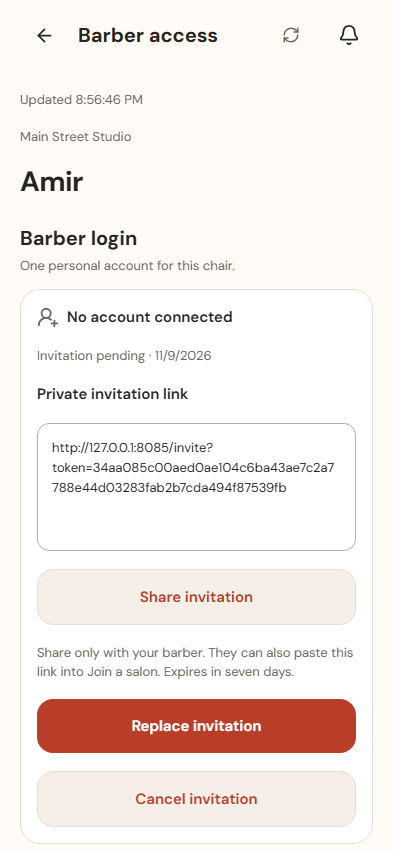 Barber access
Updated 8:56:46 PM
Main Street Studio
Amir
Barber login
One personal account for this chair.
No account connected
Invitation pending · 11/9/2026
Private invitation link
http://127.0.0.1:8085/invite?
token=34aa085c00aed0ae104c6ba43ae7c2a7
788e44d03283fab2b7cda494f87539fb
Share invitation
Share only with your barber. They can also paste this
link into Join a salon. Expires in seven days.
Replace invitation
Cancel invitation